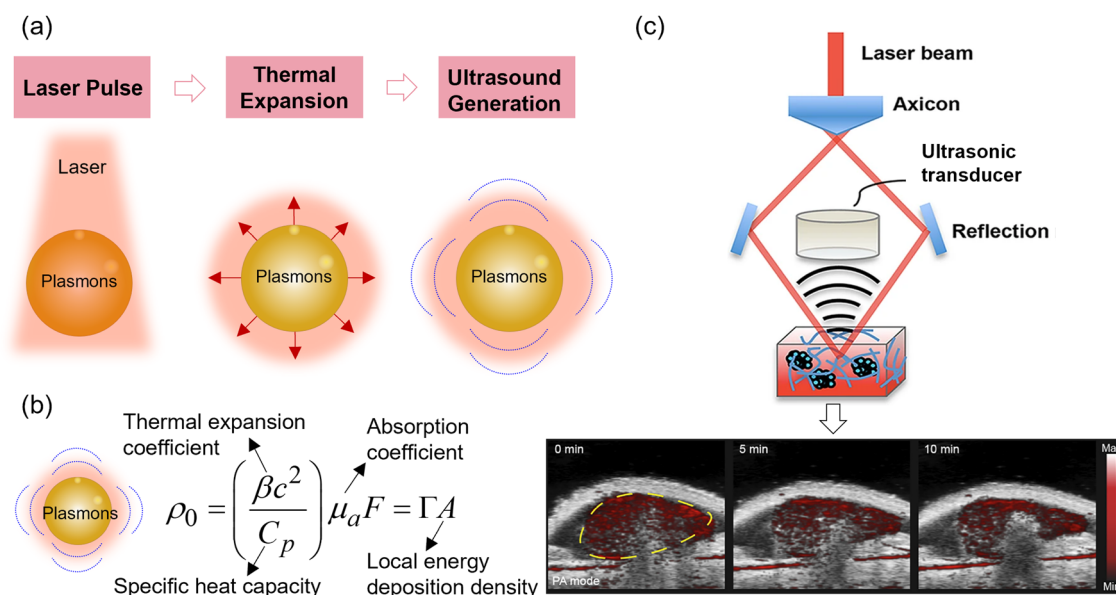 (a)
Laser Pulse
Thermal
Expansion
Ultrasound
Generation
Laser
Plasmons
Plasmons
Plasmons
(b)
Plasmons
Thermal expansion
coefficient
Absorption
coefficient
ρ₀ = (βc² / Cₚ) μₐF = ΓA
Specific heat capacity
Local energy
deposition density
(c)
Laser beam
Axicon
Ultrasonic
transducer
Reflection
0 min
5 min
10 min
PA mode
Ma
Min